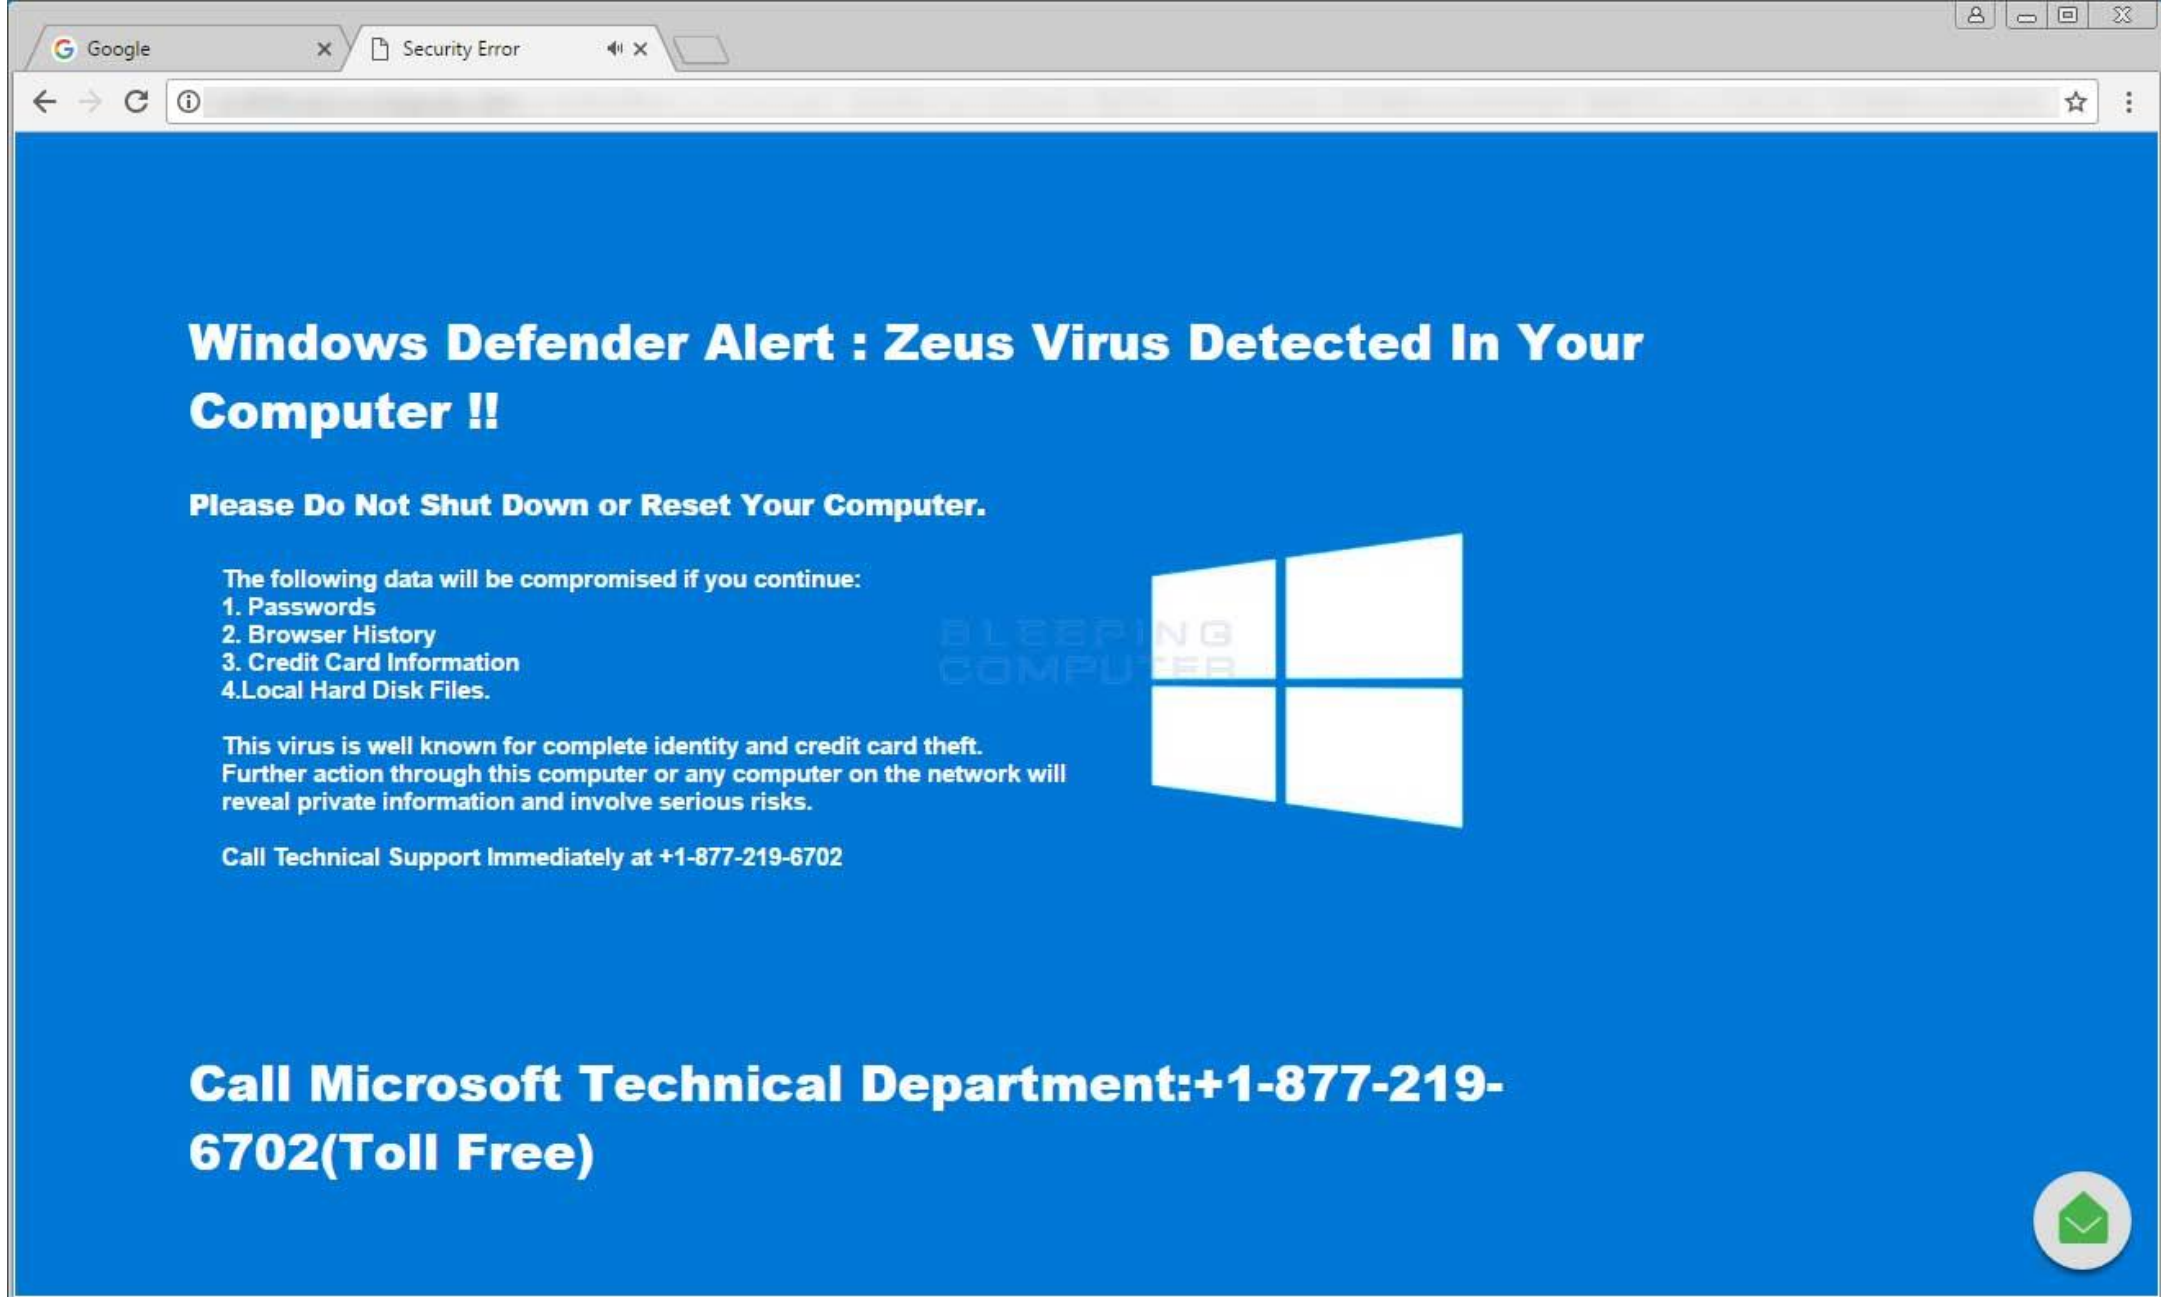 Google
Security Error
Windows Defender Alert : Zeus Virus Detected In Your
Computer !!
Please Do Not Shut Down or Reset Your Computer.
The following data will be compromised if you continue:
1. Passwords
2. Browser History
3. Credit Card Information
4.Local Hard Disk Files.
BLEEPING
COMPUTER
This virus is well known for complete identity and credit card theft.
Further action through this computer or any computer on the network will
reveal private information and involve serious risks.
Call Technical Support Immediately at +1-877-219-6702
Call Microsoft Technical Department:+1-877-219-
6702(Toll Free)